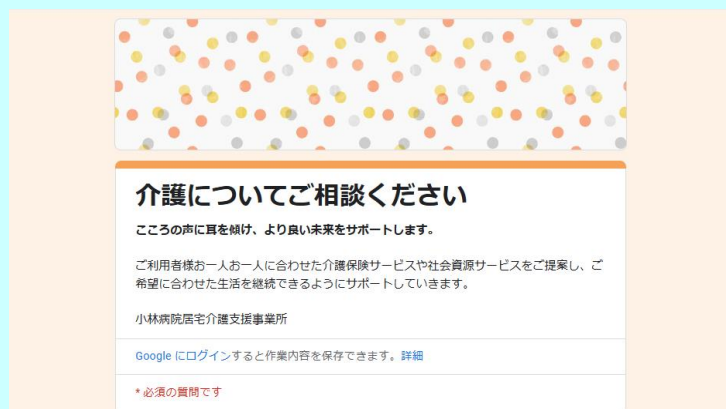 介護についてご相談ください
こころの声に耳を傾け、より良い未来をサポートします。
ご利用者様お一人お一人に合わせた介護保険サービスや社会資源サービスをご提案し、ご
希望に合わせた生活を継続できるようにサポートしていきます。
小林病院居宅介護支援事業所
Google にログインすると作業内容を保存できます。詳細
* 必須の質問です